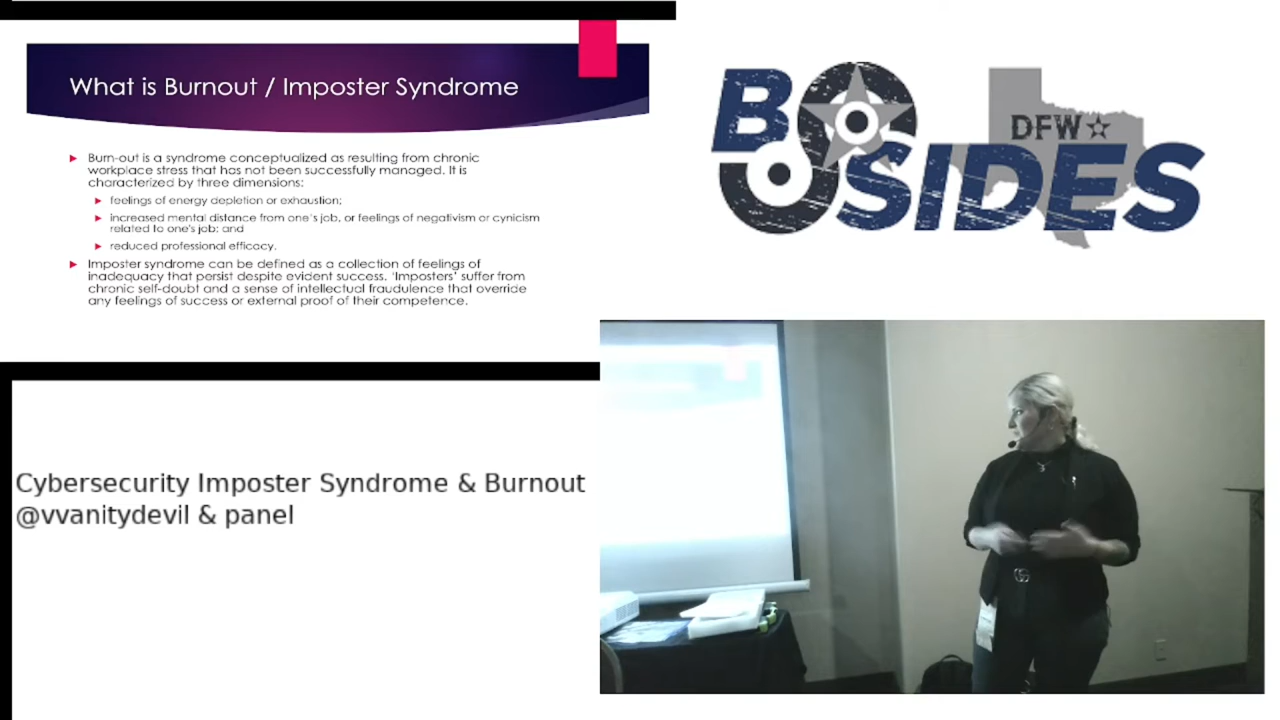 What is Burnout / Imposter Syndrome
Burn-out is a syndrome conceptualized as resulting from chronic
workplace stress that has not been successfully managed. It is
characterized by three dimensions:
feelings of energy depletion or exhaustion;
increased mental distance from one's job, or feelings of negativism or cynicism
related to one's job; and
reduced professional efficacy.
Imposter syndrome can be defined as a collection of feelings of
inadequacy that persist despite evident success. 'Imposters' suffer from
chronic self-doubt and a sense of intellectual fraudulence that override
any feelings of success or external proof of their competence.
BSIDES
DFW
Cybersecurity Imposter Syndrome & Burnout
@vvanitydevil & panel